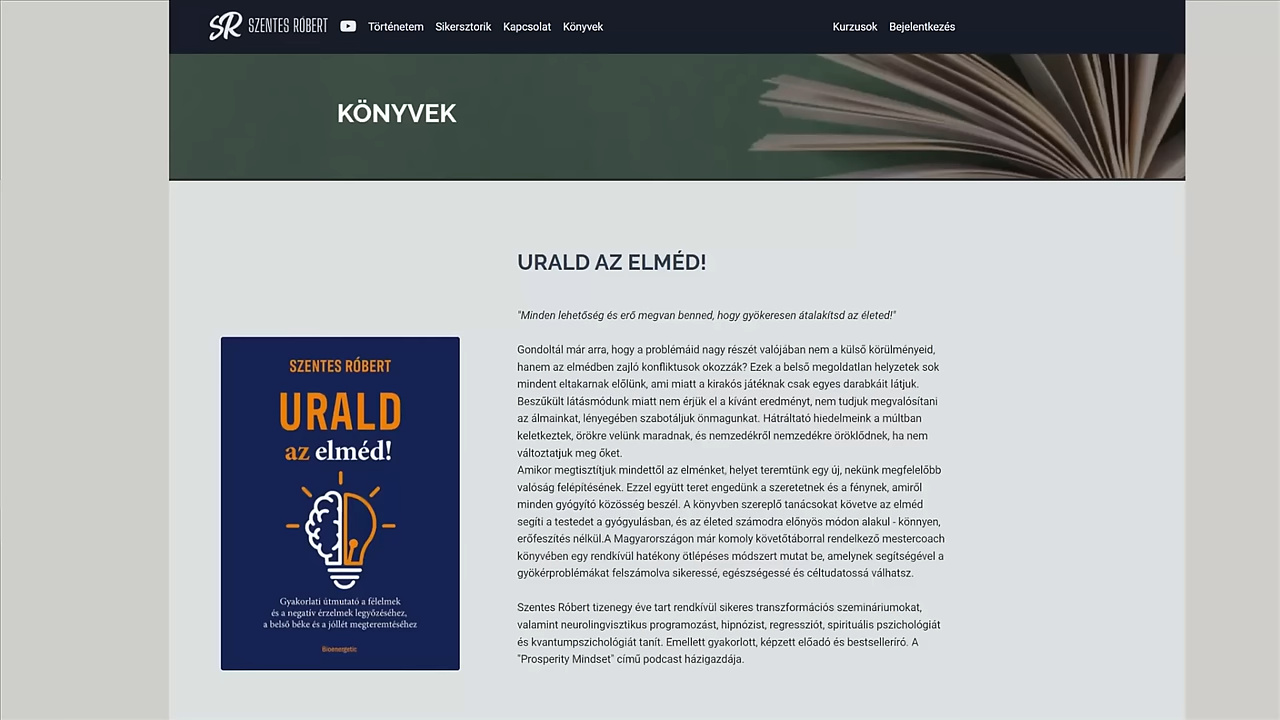 SR SZENTES RÓBERT Történetem Sikersztorik Kapcsolat Könyvek Kurzusok Bejelentkezés
KÖNYVEK
URALD AZ ELMÉD!
"Minden lehetőség és erő megvan benned, hogy gyökeresen átalakítsd az életed!"
Gondoltál már arra, hogy a problémáid nagy részét valójában nem a külső körülményeid,
hanem az elmédben zajló konfliktusok okozzák? Ezek a belső megoldatlan helyzetek sok
mindent eltakarnak előlünk, ami miatt a kirakós játéknak csak egyes darabkáit látjuk.
Beszűkült látásmódunk miatt nem érjük el a kívánt eredményt, nem tudjuk megvalósítani
az álmainkat, lényegében szabotáljuk önmagunkat. Hátráltató hiedelmeink a múltban
keletkeztek, örökre velünk maradnak, és nemzedékről nemzedékre öröklődnek, ha nem
változtatjuk meg őket.
Amikor megtisztítjuk mindettől az elménket, helyet teremtünk egy új, nekünk megfelelőbb
valóság felépítésének. Ezzel együtt teret engedünk a szeretetnek és a fénynek, amiről
minden gyógyító közösség beszél. A könyvben szereplő tanácsokat követve az elméd
segíti a testedet a gyógyulásban, és az életed számodra előnyös módon alakul - könnyen,
erőfeszítés nélkül.A Magyarországon már komoly követőtáborral rendelkező mestercoach
könyvében egy rendkívül hatékony ötlépéses módszert mutat be, amelynek segítségével a
gyökérproblémákat felszámolva sikeressé, egészségessé és céltudatossá válhatsz.
Szentes Róbert tizenegy éve tart rendkívül sikeres transzformációs szemináriumokat,
valamint neurolingvisztikus programozást, hipnózist, regressziót, spirituális pszichológiát
és kvantumpszichológiát tanít. Emellett gyakorlott, képzett előadó és bestselleríró. A
"Prosperity Mindset" című podcast házigazdája.
SZENTES RÓBERT
URALD
az elméd!
Gyakorlati útmutató a félelmek
és a negatív érzelmek legyőzéséhez,
a belső béke és a jóllét megteremtéséhez
Bioenergetic